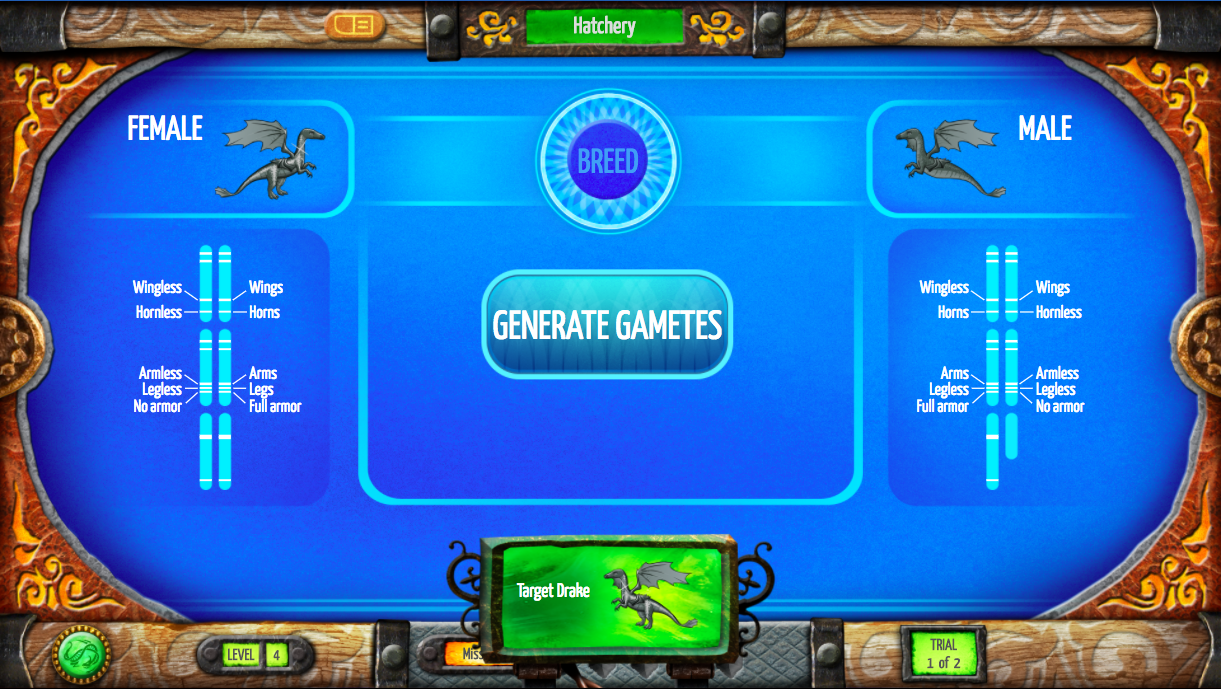 Hatchery
FEMALE
BREED
MALE
Wingless
Wings
Hornless
Horns
Armless
Arms
Legless
Legs
No armor
Full armor
GENERATE GAMETES
Wingless
Wings
Horns
Hornless
Arms
Armless
Legless
Legless
Full armor
No armor
Target Drake
LEVEL 4
TRIAL
1 of 2